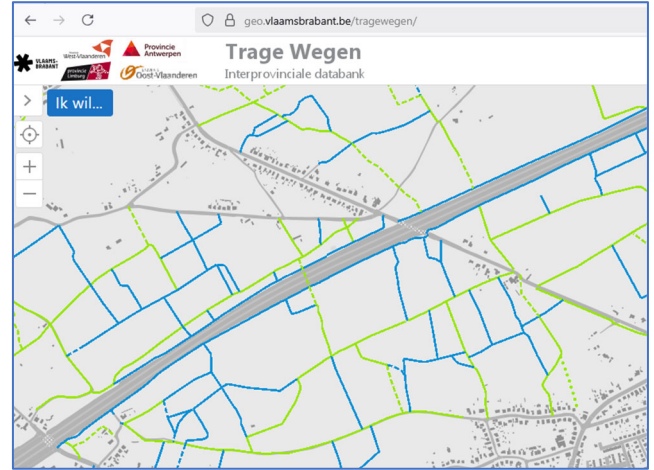 geo.vlaamsbrabant.be/tragewegen/
VLAAMS-
BRABANT
West-Vlaanderen
Provincie
Antwerpen
provincie
Limburg
Oost-Vlaanderen
Trage Wegen
Interprovinciale databank
Ik wil...